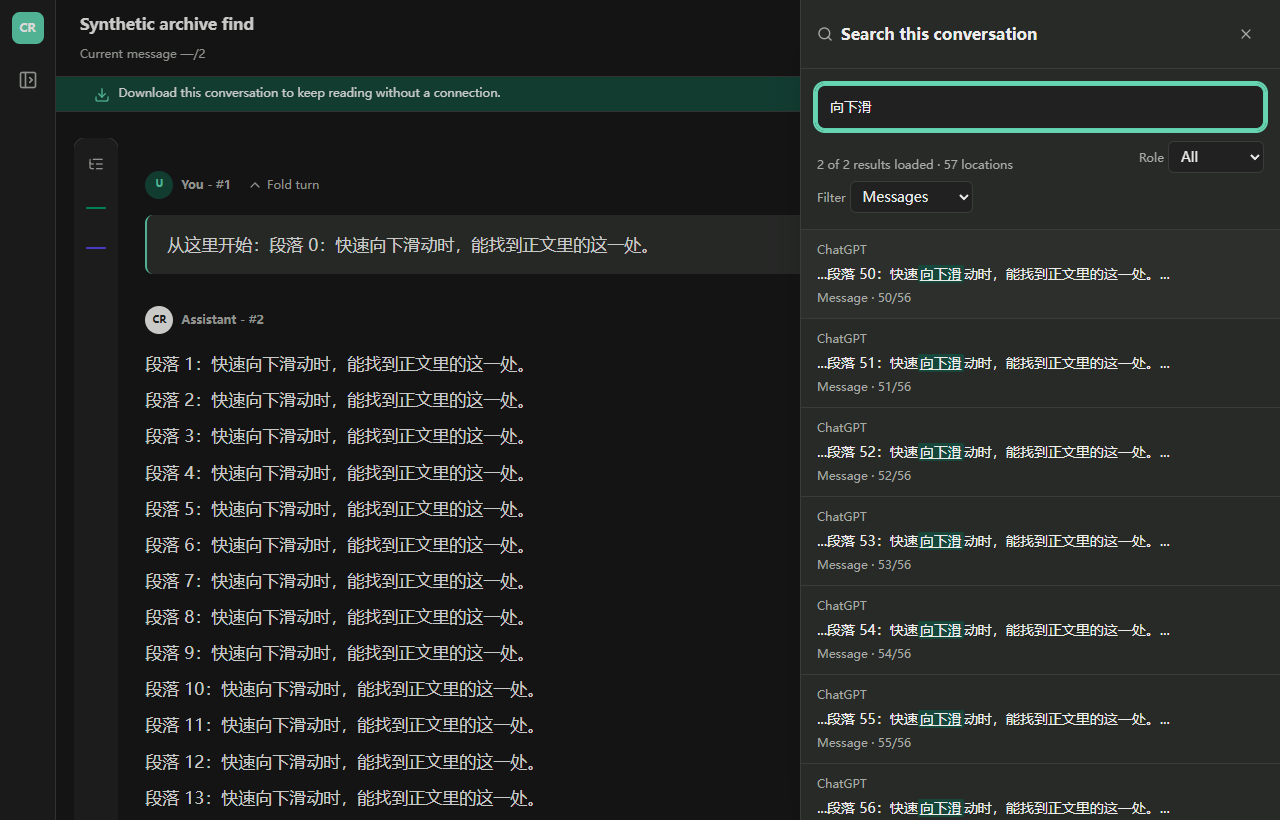 CR
Synthetic archive find
Current message —/2
Download this conversation to keep reading without a connection.
U
You - #1
Fold turn
从这里开始：段落 0：快速向下滑动时，能找到正文里的这一处。
CR
Assistant - #2
段落 1：快速向下滑动时，能找到正文里的这一处。
段落 2：快速向下滑动时，能找到正文里的这一处。
段落 3：快速向下滑动时，能找到正文里的这一处。
段落 4：快速向下滑动时，能找到正文里的这一处。
段落 5：快速向下滑动时，能找到正文里的这一处。
段落 6：快速向下滑动时，能找到正文里的这一处。
段落 7：快速向下滑动时，能找到正文里的这一处。
段落 8：快速向下滑动时，能找到正文里的这一处。
段落 9：快速向下滑动时，能找到正文里的这一处。
段落 10：快速向下滑动时，能找到正文里的这一处。
段落 11：快速向下滑动时，能找到正文里的这一处。
段落 12：快速向下滑动时，能找到正文里的这一处。
段落 13：快速向下滑动时，能找到正文里的这一处。
Search this conversation
向下滑
2 of 2 results loaded · 57 locations
Role All
Filter Messages
ChatGPT
…段落 50：快速向下滑动时，能找到正文里的这一处。…
Message · 50/56
ChatGPT
…段落 51：快速向下滑动时，能找到正文里的这一处。…
Message · 51/56
ChatGPT
…段落 52：快速向下滑动时，能找到正文里的这一处。…
Message · 52/56
ChatGPT
…段落 53：快速向下滑动时，能找到正文里的这一处。…
Message · 53/56
ChatGPT
…段落 54：快速向下滑动时，能找到正文里的这一处。…
Message · 54/56
ChatGPT
…段落 55：快速向下滑动时，能找到正文里的这一处。…
Message · 55/56
ChatGPT
…段落 56：快速向下滑动时，能找到正文里的这一处。…